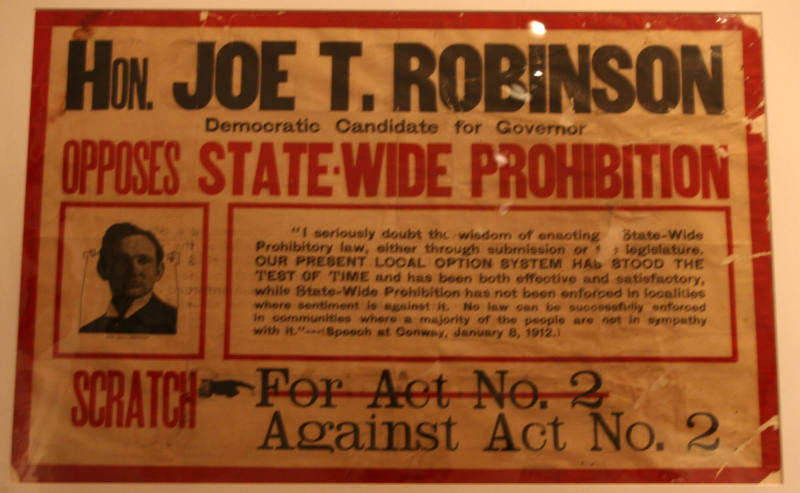 HON. JOE T. ROBINSON
Democratic Candidate for Governor
OPPOSES STATE-WIDE PROHIBITION
"I seriously doubt the wisdom of enacting State-Wide
Prohibitory law, either through submission or legislature.
OUR PRESENT LOCAL OPTION SYSTEM HAS STOOD THE
TEST OF TIME and has been both effective and satisfactory,
while State-Wide Prohibition has not been enforced in localities
where sentiment is against it. No law can be successfully enforced
in communities where a majority of the people are not in sympathy
with it."---(Speech at Conway, January 8, 1912.)
SCRATCH For Act No. 2
Against Act No. 2